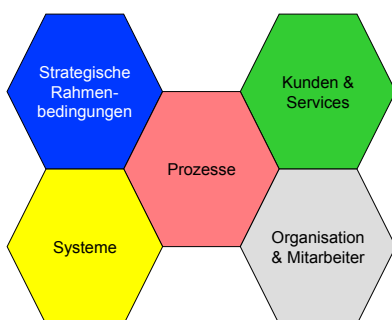 Strategische
Rahmen-
bedingungen
Kunden &
Services
Prozesse
Systeme
Organisation
& Mitarbeiter